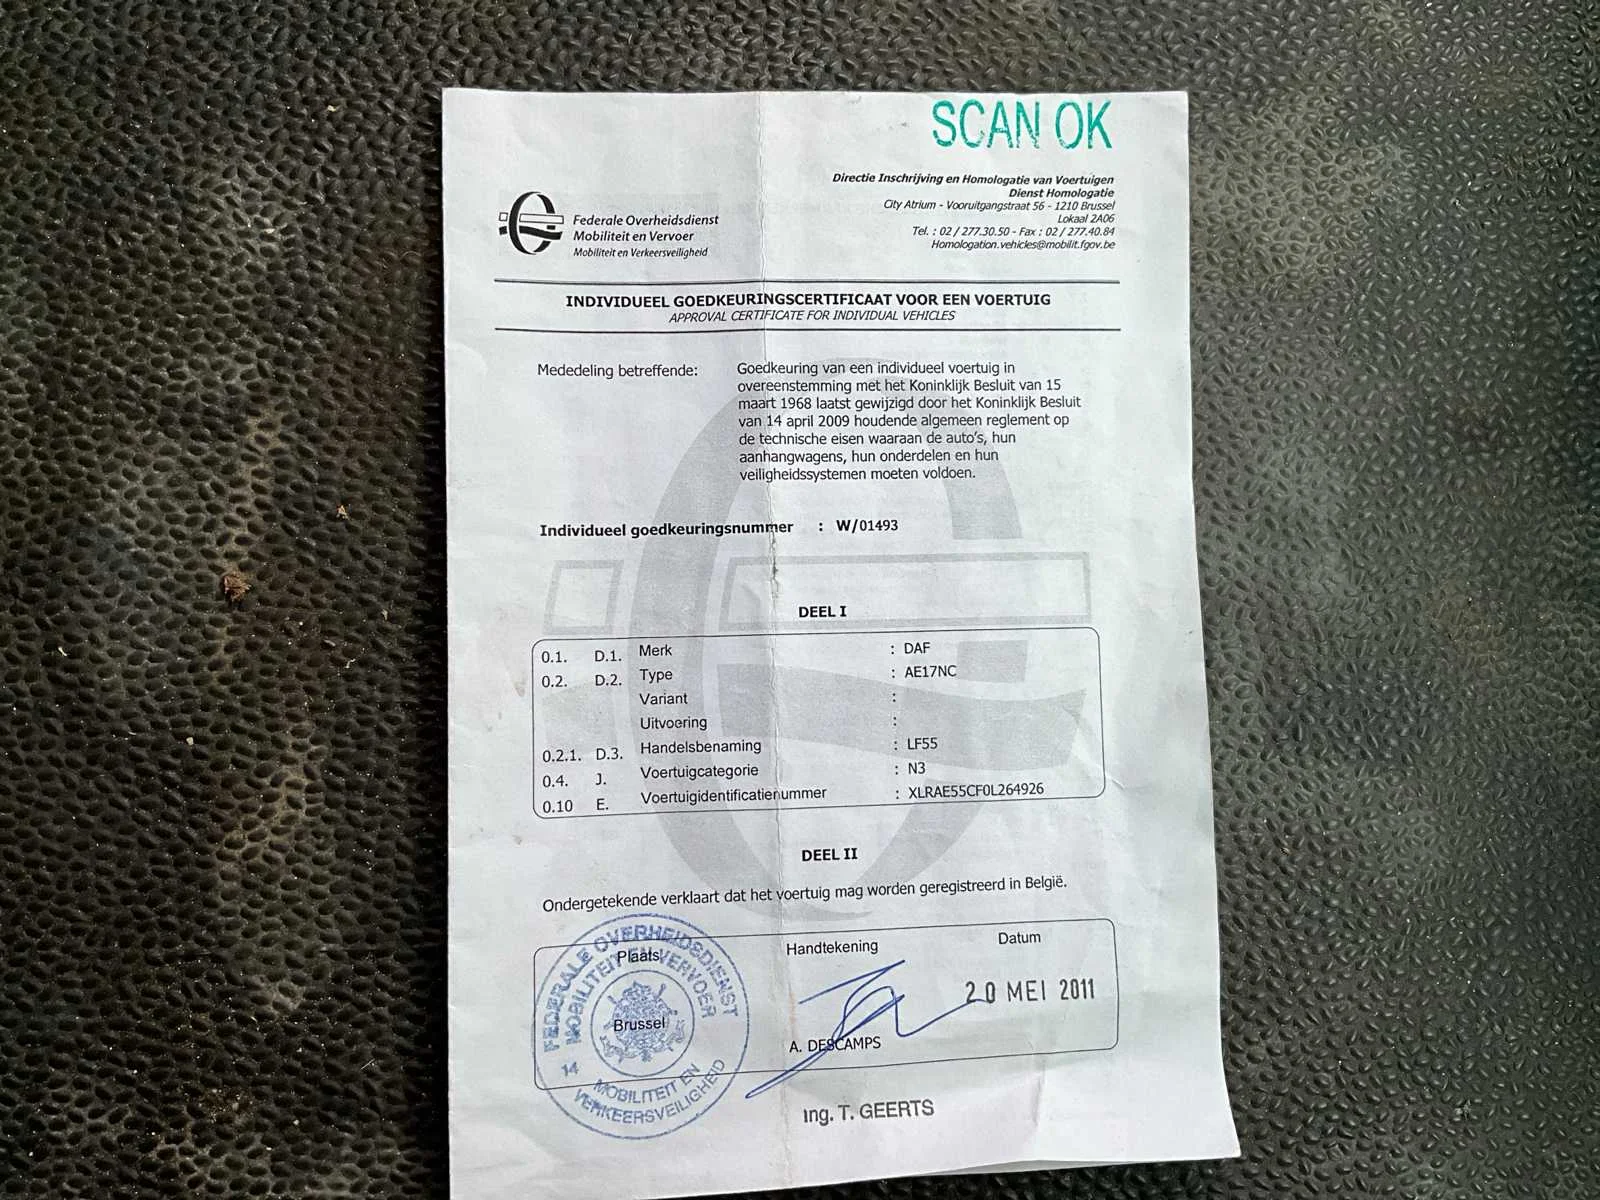 SCAN OK
Directie Inschrijving en Homologatie van Voertuigen
Dienst Homologatie
City Atrium - Vooruitgangstraat 56 - 1210 Brussel
Lokaal 2A06
Tel. : 02 / 277.30.50 - Fax : 02 / 277.40.84
Homologation.vehicles@mobilit.fgov.be
Federale Overheidsdienst
Mobiliteit en Vervoer
Mobiliteit en Verkeersveiligheid
INDIVIDUEEL GOEDKEURINGSCERTIFICAAT VOOR EEN VOERTUIG
APPROVAL CERTIFICATE FOR INDIVIDUAL VEHICLES
Mededeling betreffende: Goedkeuring van een individueel voertuig in
overeenstemming met het Koninklijk Besluit van 15
maart 1968 laatst gewijzigd door het Koninklijk Besluit
van 14 april 2009 houdende algemeen reglement op
de technische eisen waaraan de auto's, hun
aanhangwagens, hun onderdelen en hun
veiligheidssystemen moeten voldoen.
Individueel goedkeuringsnummer : W/01493
DEEL I
0.1. D.1. Merk : DAF
0.2. D.2. Type : AE17NC
Variant :
Uitvoering :
0.2.1. D.3. Handelsbenaming : LF55
0.4. J. Voertuigcategorie : N3
0.10 E. Voertuigidentificatienummer : XLRAE55CF0L264926
DEEL II
Ondergetekende verklaart dat het voertuig mag worden geregistreerd in België.
Plaats Handtekening Datum
Brussel
20 MEI 2011
A. DESCAMPS
FEDERALE OVERHEIDSDIENST
MOBILITEIT EN VERVOER
14
MOBILITEIT EN
VERKEERSVEILIGHEID
Ing. T. GEERTS